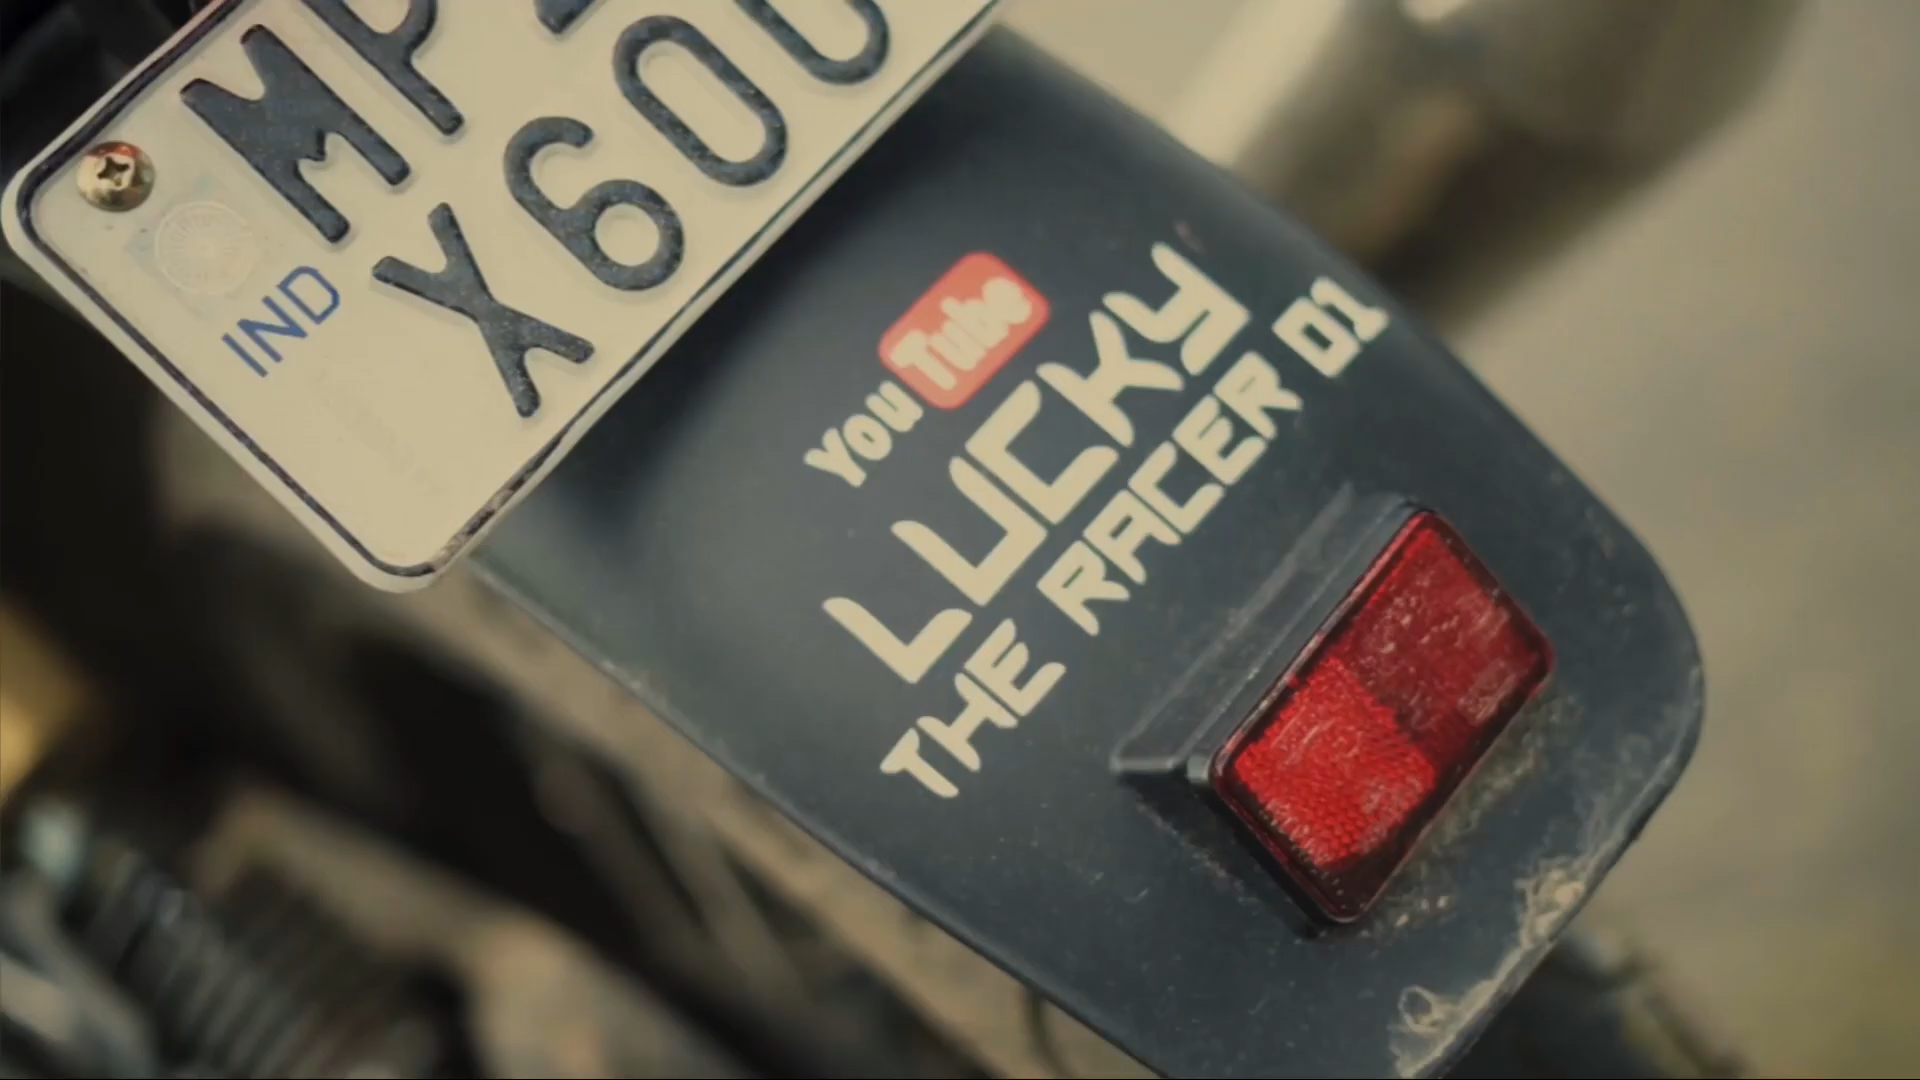 MP
X600
IND
YouTube
LUCKY
THE RACER 01